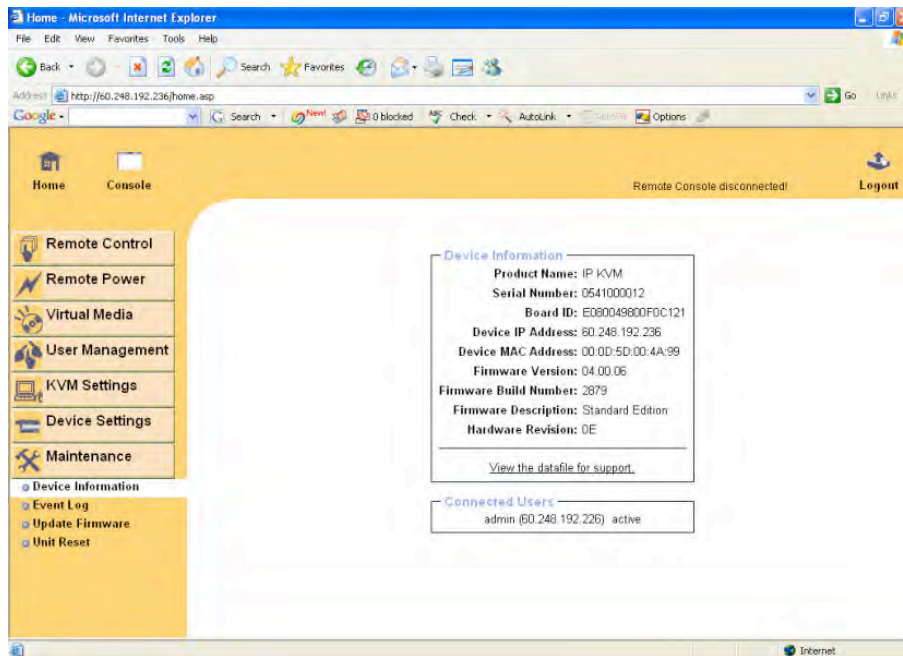 Home - Microsoft Internet Explorer
File Edit View Favorites Tools Help
Back Search Favorites
Address http://60.248.192.236/home.asp Go Links
Google Search New! 0 blocked Check AutoLink Options
Home Console Remote Console disconnected! Logout
Remote Control
Remote Power
Virtual Media
User Management
KVM Settings
Device Settings
Maintenance
Device Information
Event Log
Update Firmware
Unit Reset
Device Information
Product Name: IP KVM
Serial Number: 0541000012
Board ID: E080049800F0C121
Device IP Address: 60.248.192.236
Device MAC Address: 00:0D:5D:00:4A:99
Firmware Version: 04.00.06
Firmware Build Number: 2879
Firmware Description: Standard Edition
Hardware Revision: 0E
View the datafile for support.
Connected Users
admin (60.248.192.226) active
Internet